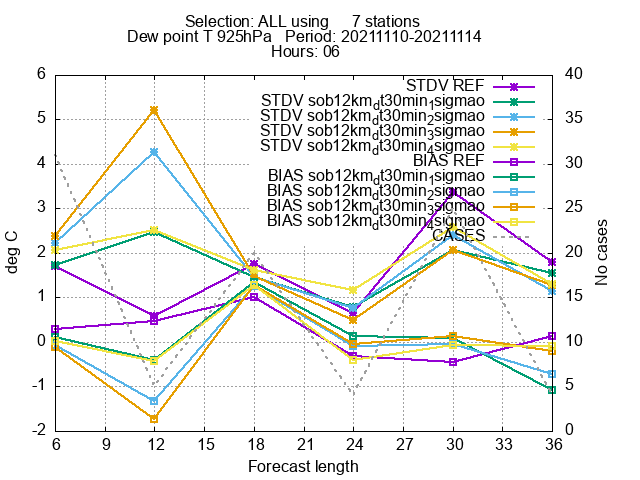 Selection: ALL using 7 stations
Dew point T 925hPa Period: 20211110-20211114
Hours: 06
STDV REF
STDV sob12km_dt30min_1sigmao
STDV sob12km_dt30min_2sigmao
STDV sob12km_dt30min_3sigmao
STDV sob12km_dt30min_4sigmao
BIAS REF
BIAS sob12km_dt30min_1sigmao
BIAS sob12km_dt30min_2sigmao
BIAS sob12km_dt30min_3sigmao
BIAS sob12km_dt30min_4sigmao
CASES
6
5
4
3
2
1
0
-1
-2
deg C
40
35
30
25
20
15
10
5
0
No cases
6 9 12 15 18 21 24 27 30 33 36
Forecast length